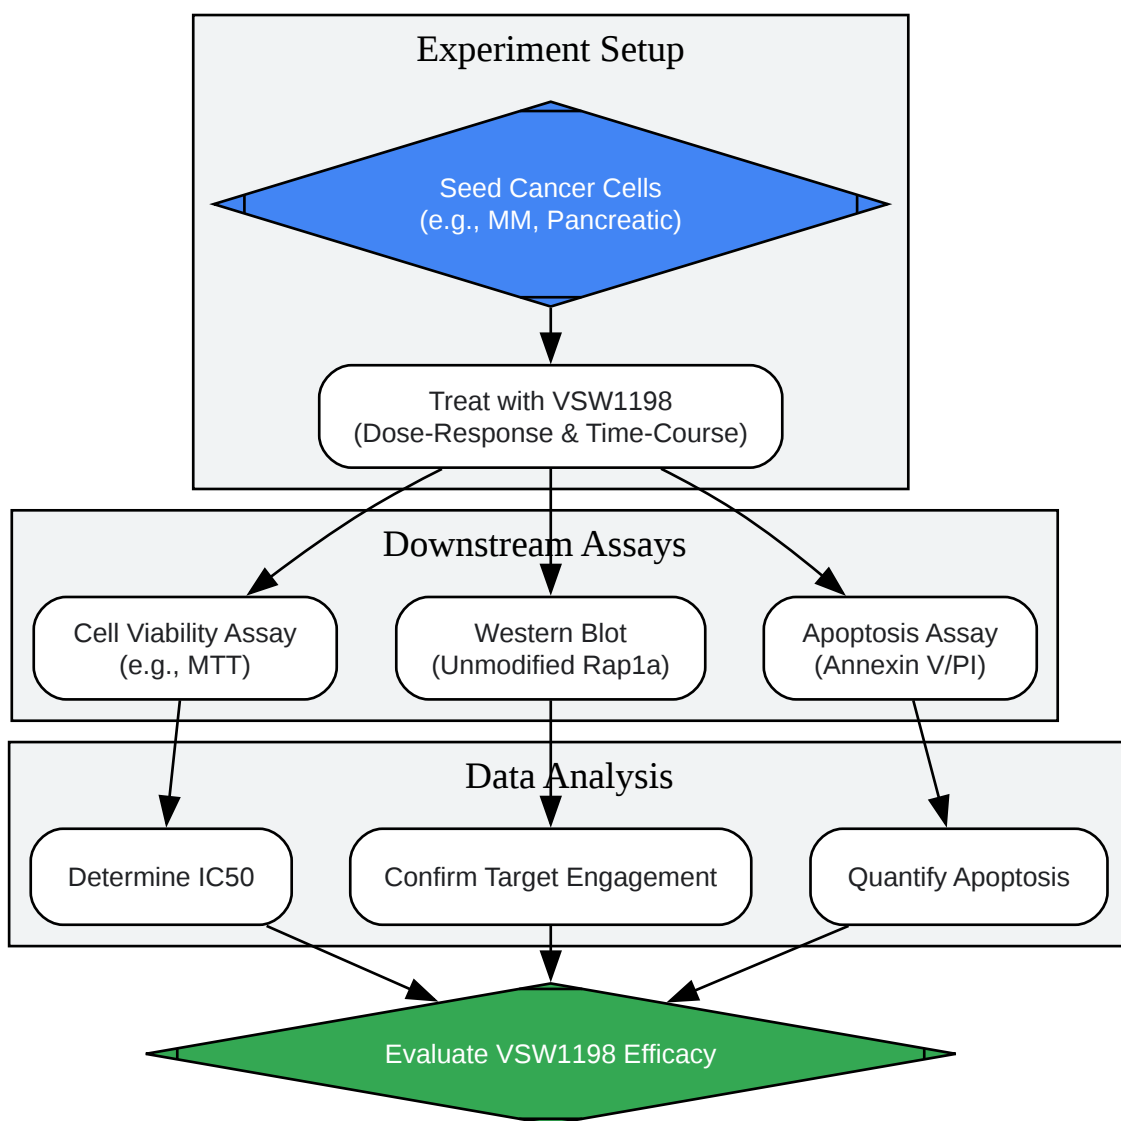 Experiment Setup
Seed Cancer Cells
(e.g., MM, Pancreatic)
Treat with VSW1198
(Dose-Response & Time-Course)
Downstream Assays
Cell Viability Assay
(e.g., MTT)
Western Blot
(Unmodified Rap1a)
Apoptosis Assay
(Annexin V/PI)
Data Analysis
Determine IC50
Confirm Target Engagement
Quantify Apoptosis
Evaluate VSW1198 Efficacy